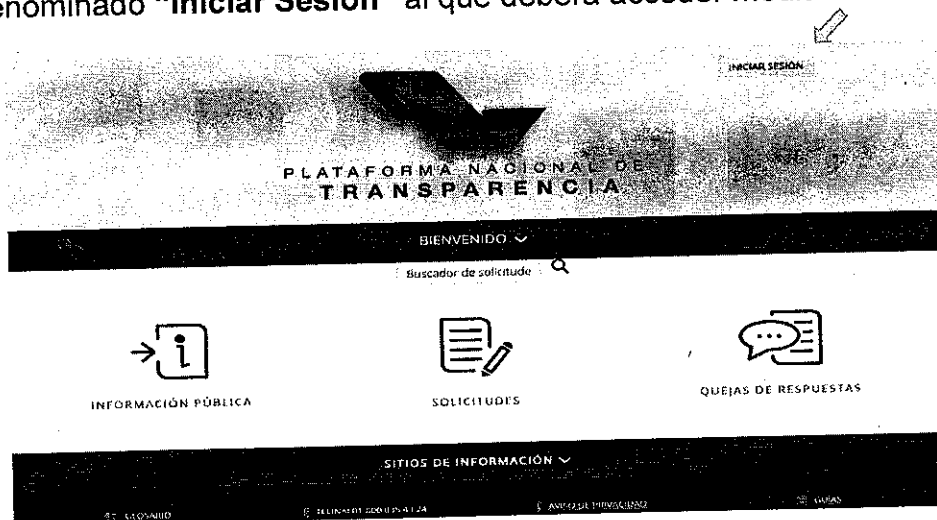 "Iniciar Sesión" al que deberá acceder
INICIAR SESIÓN
PLATAFORMA NACIONAL DE
TRANSPARENCIA
BIENVENIDO
Buscador de solicitude
INFORMACIÓN PÚBLICA
SOLICITUDES
QUEJAS DE RESPUESTAS
SITIOS DE INFORMACIÓN
GLOSARIO
AVISO DE PRIVACIDAD
GUÍAS